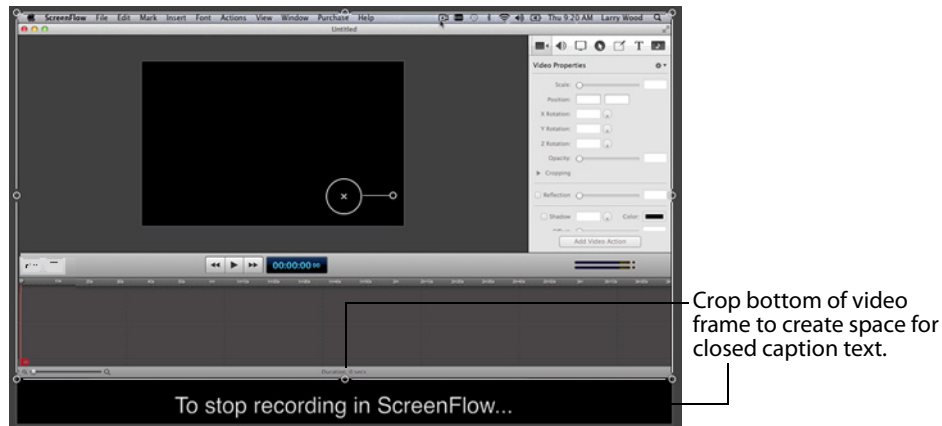 ScreenFlow File Edit Mark Insert Font Actions View Window Purchase Help Thu 9:20 AM Larry Wood
Untitled
Video Properties
Scale:
Position:
X Rotation:
Y Rotation:
Z Rotation:
Opacity:
Cropping
Reflection
Shadow Color:
Add Video Action
00:00:00
Duration: 0 secs
Crop bottom of video
frame to create space for
closed caption text.
To stop recording in ScreenFlow...